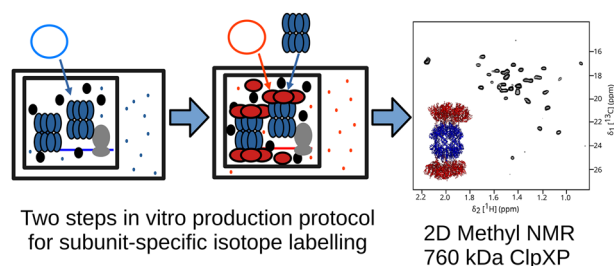 -16
-18
-20
-22
-24
-26
δ₁ [¹³C] (ppm)
2.2 2.0 1.8 1.6 1.4 1.2 1.0
δ₂ [¹H] (ppm)
Two steps in vitro production protocol
for subunit-specific isotope labelling
2D Methyl NMR
760 kDa ClpXP